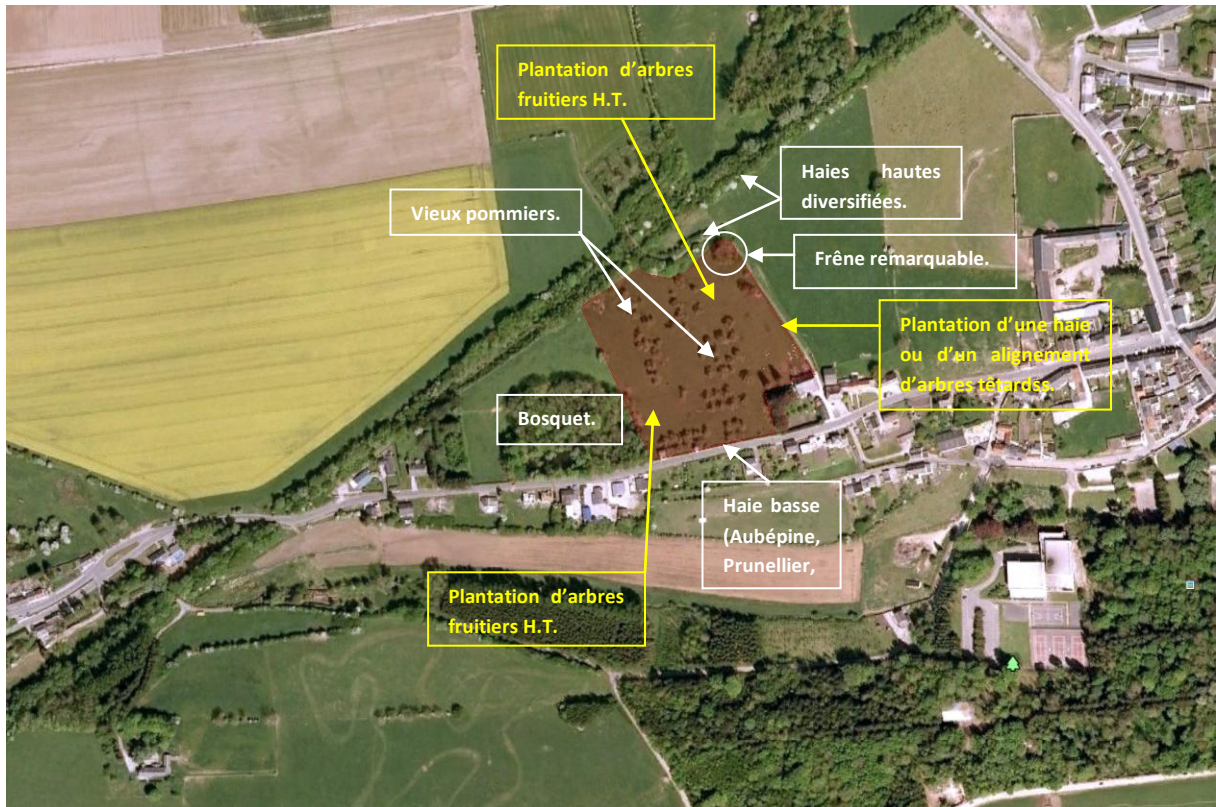 Plantation d'arbres
fruitiers H.T.
Haies hautes
diversifiées.
Vieux pommiers.
Frêne remarquable.
Plantation d'une haie
ou d'un alignement
d'arbres têtardss.
Bosquet.
Haie basse
(Aubépine,
Prunellier,
Plantation d'arbres
fruitiers H.T.